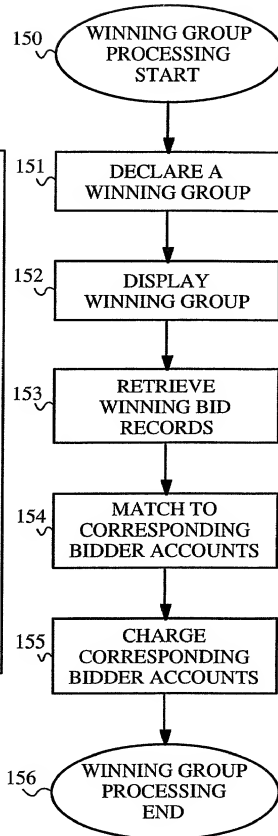 150
WINNING GROUP
PROCESSING
START
151
DECLARE A
WINNING GROUP
152
DISPLAY
WINNING GROUP
153
RETRIEVE
WINNING BID
RECORDS
154
MATCH TO
CORRESPONDING
BIDDER ACCOUNTS
155
CHARGE
CORRESPONDING
BIDDER ACCOUNTS
156
WINNING GROUP
PROCESSING
END